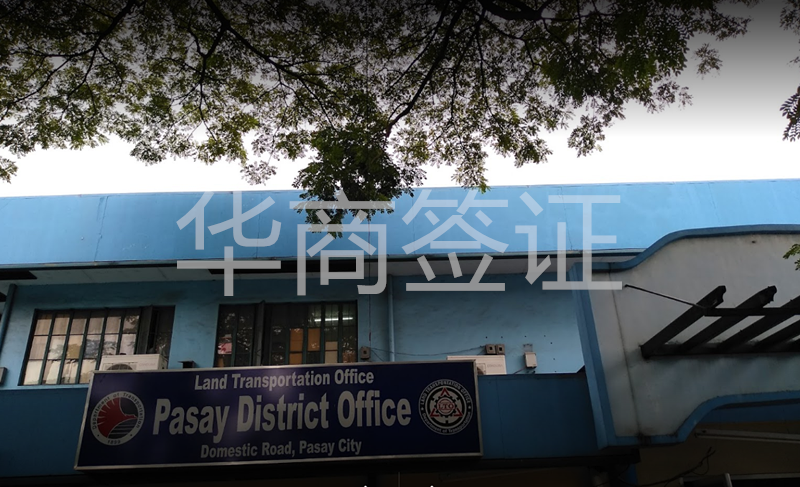 华商签证
Land Transportation Office
Pasay District Office
Domestic Road, Pasay City